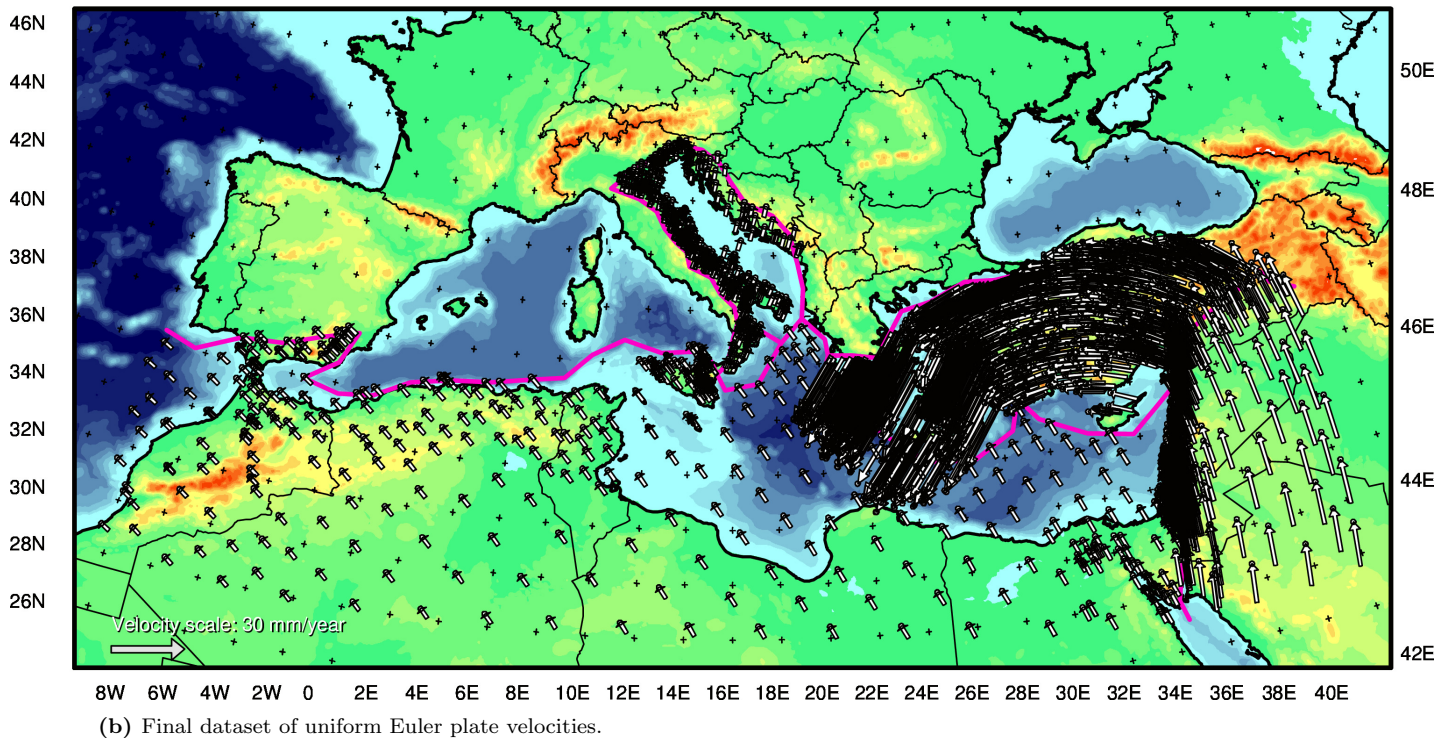 46N
44N
42N
40N
38N
36N
34N
32N
30N
28N
26N
50E
48E
46E
44E
42E
Velocity scale: 30 mm/year
8W 6W 4W 2W 0 2E 4E 6E 8E 10E 12E 14E 16E 18E 20E 22E 24E 26E 28E 30E 32E 34E 36E 38E 40E
(b) Final dataset of uniform Euler plate velocities.